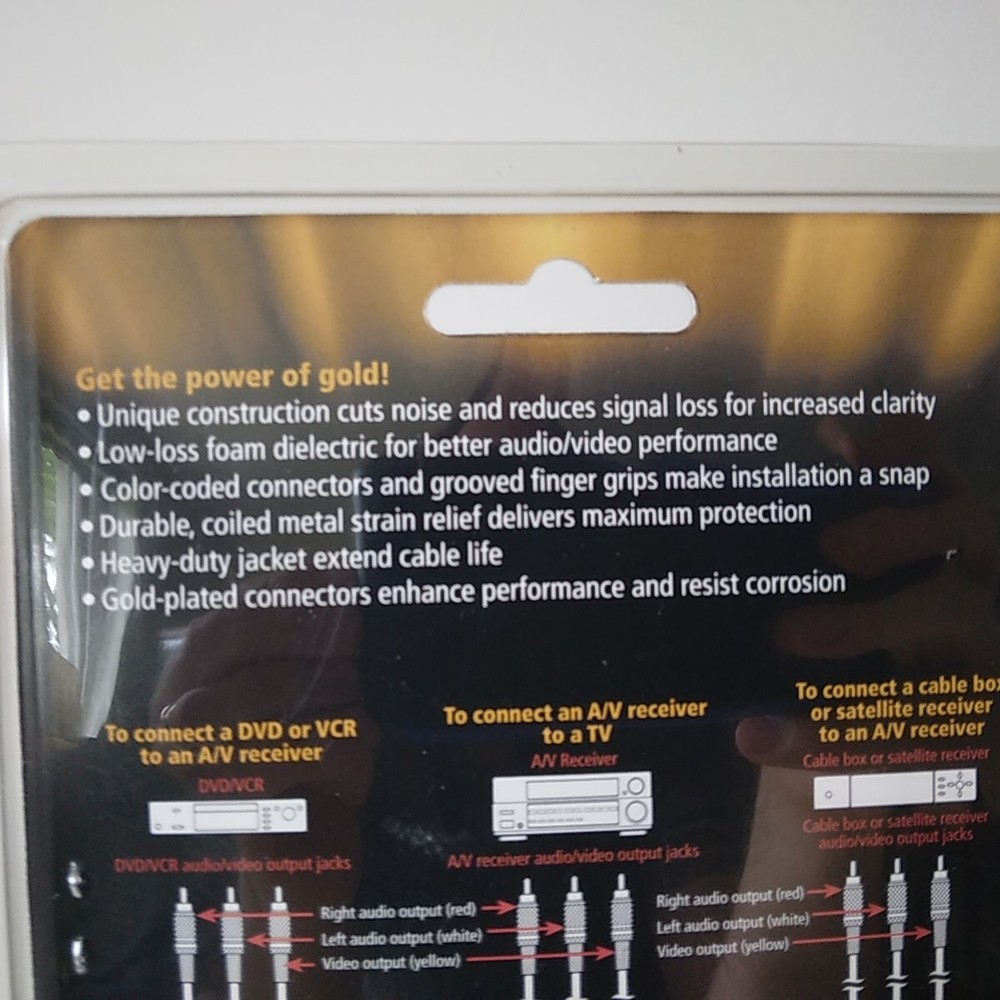 Get the power of gold!
• Unique construction cuts noise and reduces signal loss for increased clarity
• Low-loss foam dielectric for better audio/video performance
• Color-coded connectors and grooved finger grips make installation a snap
• Durable, coiled metal strain relief delivers maximum protection
• Heavy-duty jacket extend cable life
• Gold-plated connectors enhance performance and resist corrosion
To connect a DVD or VCR
to an A/V receiver
DVD/VCR
DVD/VCR audio/video output jacks
To connect an A/V receiver
to a TV
A/V Receiver
A/V receiver audio/video output jacks
To connect a cable box
or satellite receiver
to an A/V receiver
Cable box or satellite receiver
Cable box or satellite receiver
audio/video output jacks
Right audio output (red)
Left audio output (white)
Video output (yellow)
Right audio output (red)
Left audio output (white)
Video output (yellow)